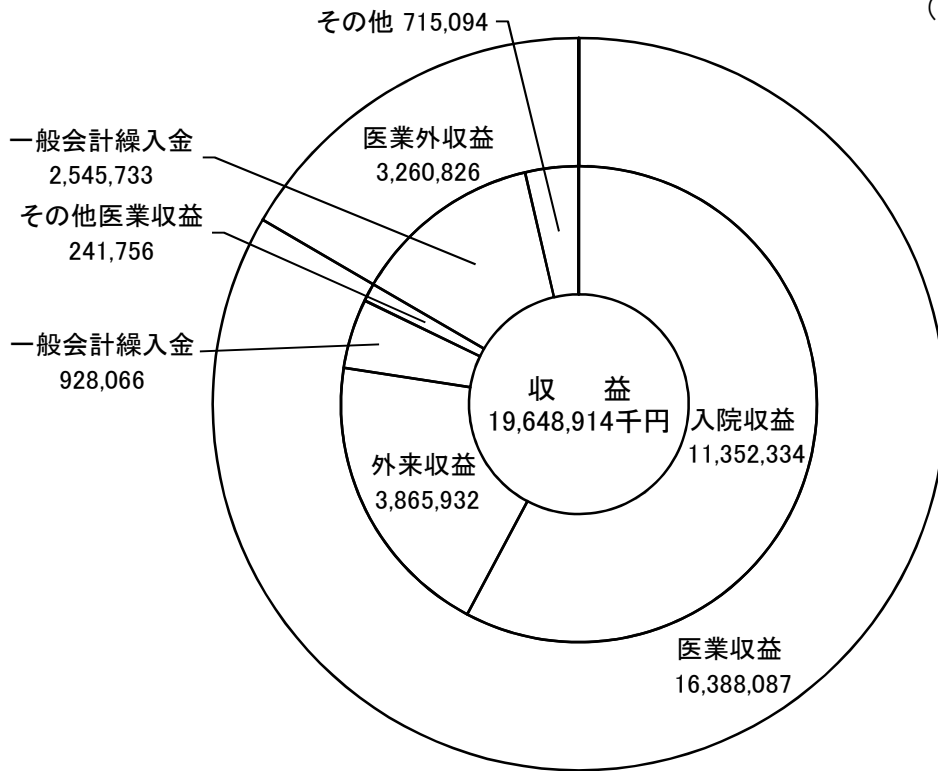 (
その他 715,094
一般会計繰入金
2,545,733
医業外収益
3,260,826
その他医業収益
241,756
一般会計繰入金
928,066
収 益
19,648,914千円
入院収益
11,352,334
外来収益
3,865,932
医業収益
16,388,087